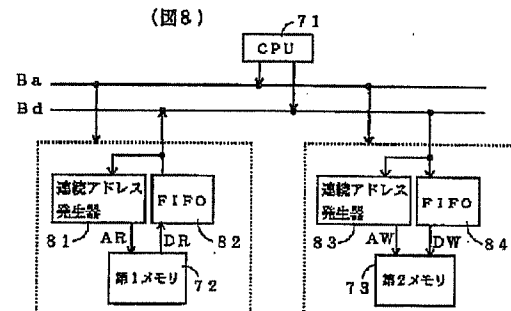 (図8)
71
CPU
Ba
Bd
連続アドレス
発生器
FIFO
連続アドレス
発生器
FIFO
81
AR
DR
82
83
AW
DW
84
第1メモリ
72
73
第2メモリ